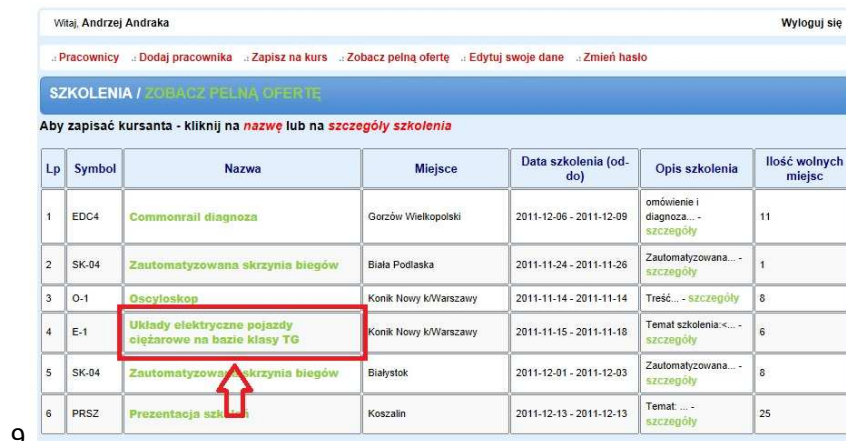 Witaj, Andrzej Andraka Wyloguj się
.: Pracownicy .: Dodaj pracownika .: Zapisz na kurs .: Zobacz pełną ofertę .: Edytuj swoje dane .: Zmień hasło
SZKOLENIA / ZOBACZ PEŁNĄ OFERTĘ
Aby zapisać kursanta - kliknij na nazwę lub na szczegóły szkolenia
Lp Symbol Nazwa Miejsce Data szkolenia (od-do) Opis szkolenia Ilość wolnych miejsc
1 EDC4 Commonrail diagnoza Gorzów Wielkopolski 2011-12-06 - 2011-12-09 omówienie i diagnoza... - szczegóły 11
2 SK-04 Zautomatyzowana skrzynia biegów Biała Podlaska 2011-11-24 - 2011-11-26 Zautomatyzowana... - szczegóły 1
3 O-1 Oscyloskop Konik Nowy k/Warszawy 2011-11-14 - 2011-11-14 Treść... - szczegóły 8
4 E-1 Układy elektryczne pojazdy ciężarowe na bazie klasy TG Konik Nowy k/Warszawy 2011-11-15 - 2011-11-18 Temat szkolenia:<... - szczegóły 6
5 SK-04 Zautomatyzowana skrzynia biegów Białystok 2011-12-01 - 2011-12-03 Zautomatyzowana... - szczegóły 8
6 PRSZ Prezentacja Koszalin 2011-12-13 - 2011-12-13 Temat: ... - szczegóły 25
9